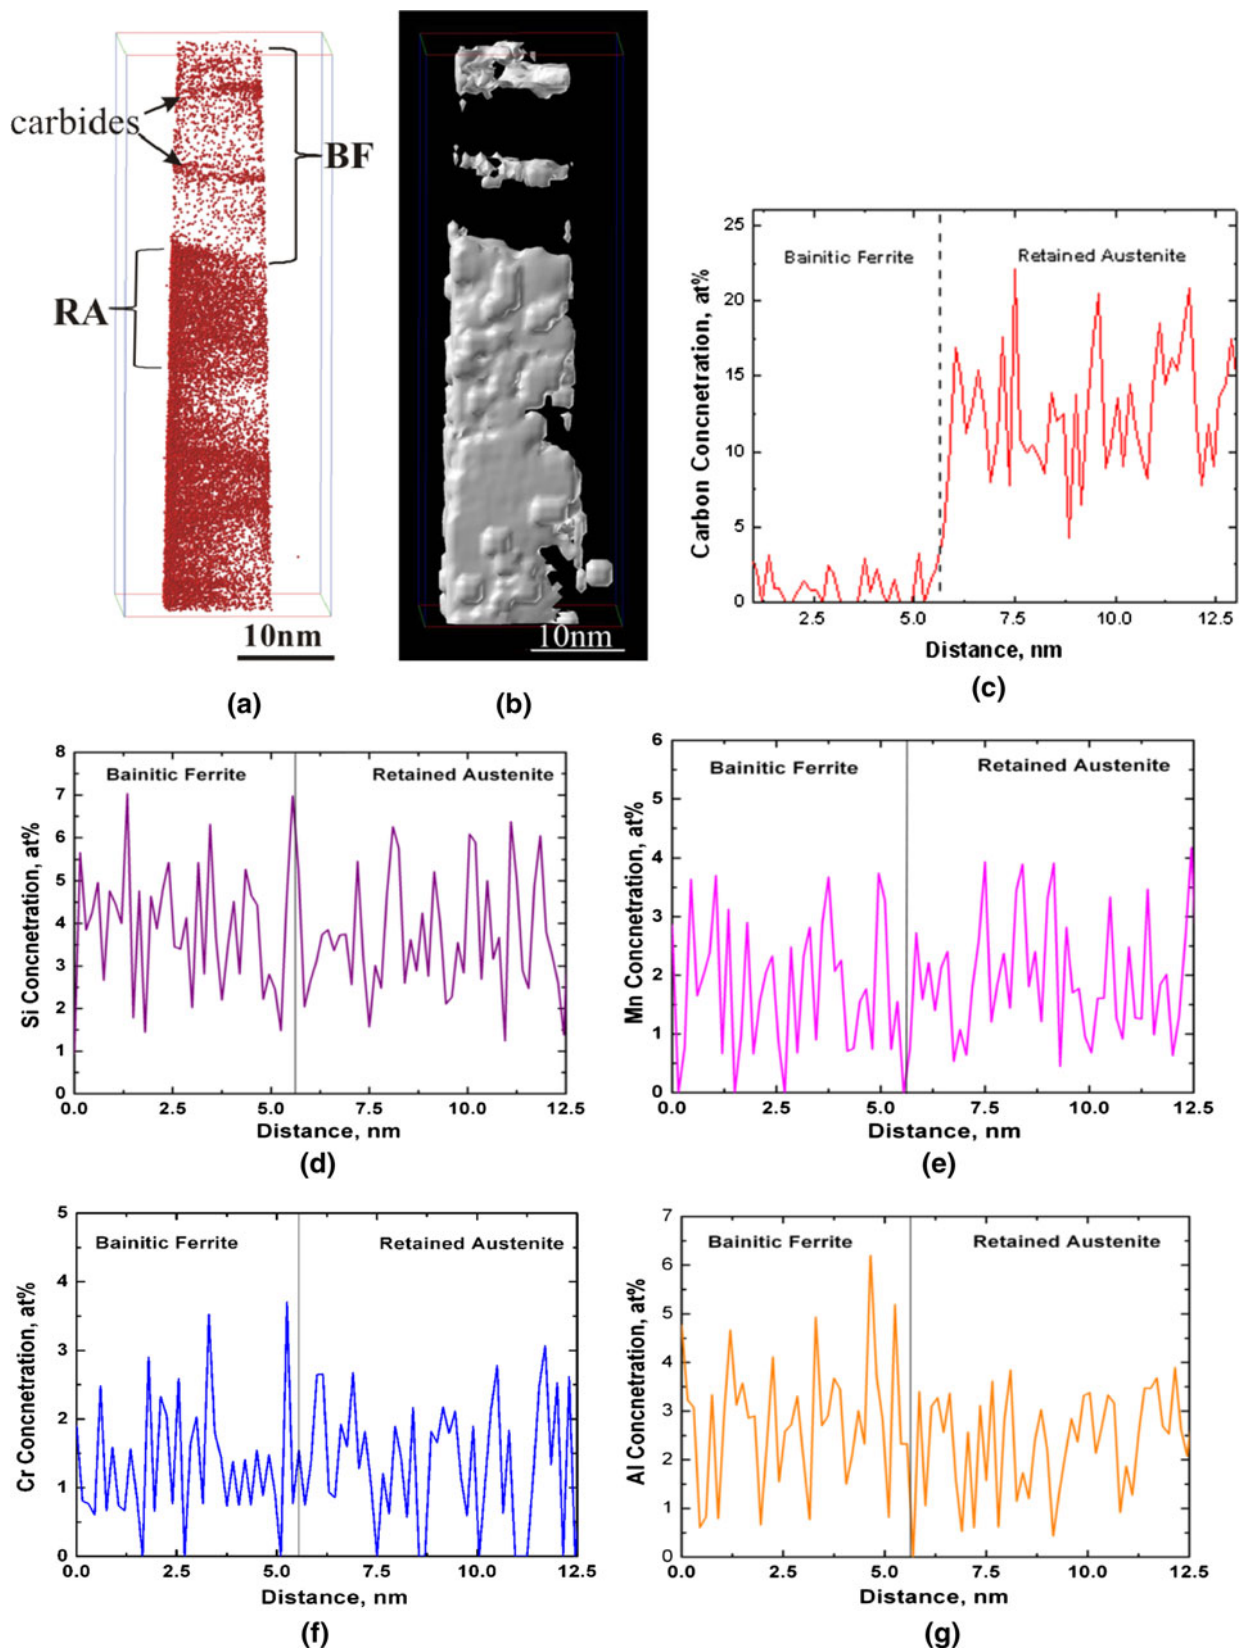 carbides
BF
RA
10nm
10nm
(a)
(b)
25
20
15
10
5
0
2.5
5.0
7.5
10.0
12.5
Bainitic Ferrite
Retained Austenite
Carbon Concnetration, at%
Distance, nm
(c)
8
7
6
5
4
3
2
1
0
0.0
2.5
5.0
7.5
10.0
12.5
Bainitic Ferrite
Retained Austenite
Si Concnetration, at%
Distance, nm
(d)
6
5
4
3
2
1
0
0.0
2.5
5.0
7.5
10.0
12.5
Bainitic Ferrite
Retained Austenite
Mn Concnetration, at%
Distance, nm
(e)
5
4
3
2
1
0
0.0
2.5
5.0
7.5
10.0
12.5
Bainitic Ferrite
Retained Austenite
Cr Concnetration, at%
Distance, nm
(f)
7
6
5
4
3
2
1
0
0.0
2.5
5.0
7.5
10.0
12.5
Bainitic Ferrite
Retained Austenite
Al Concnetration, at%
Distance, nm
(g)